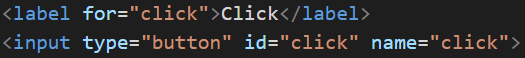 <label for="click">Click</label>
<input type="button" id="click" name="click">